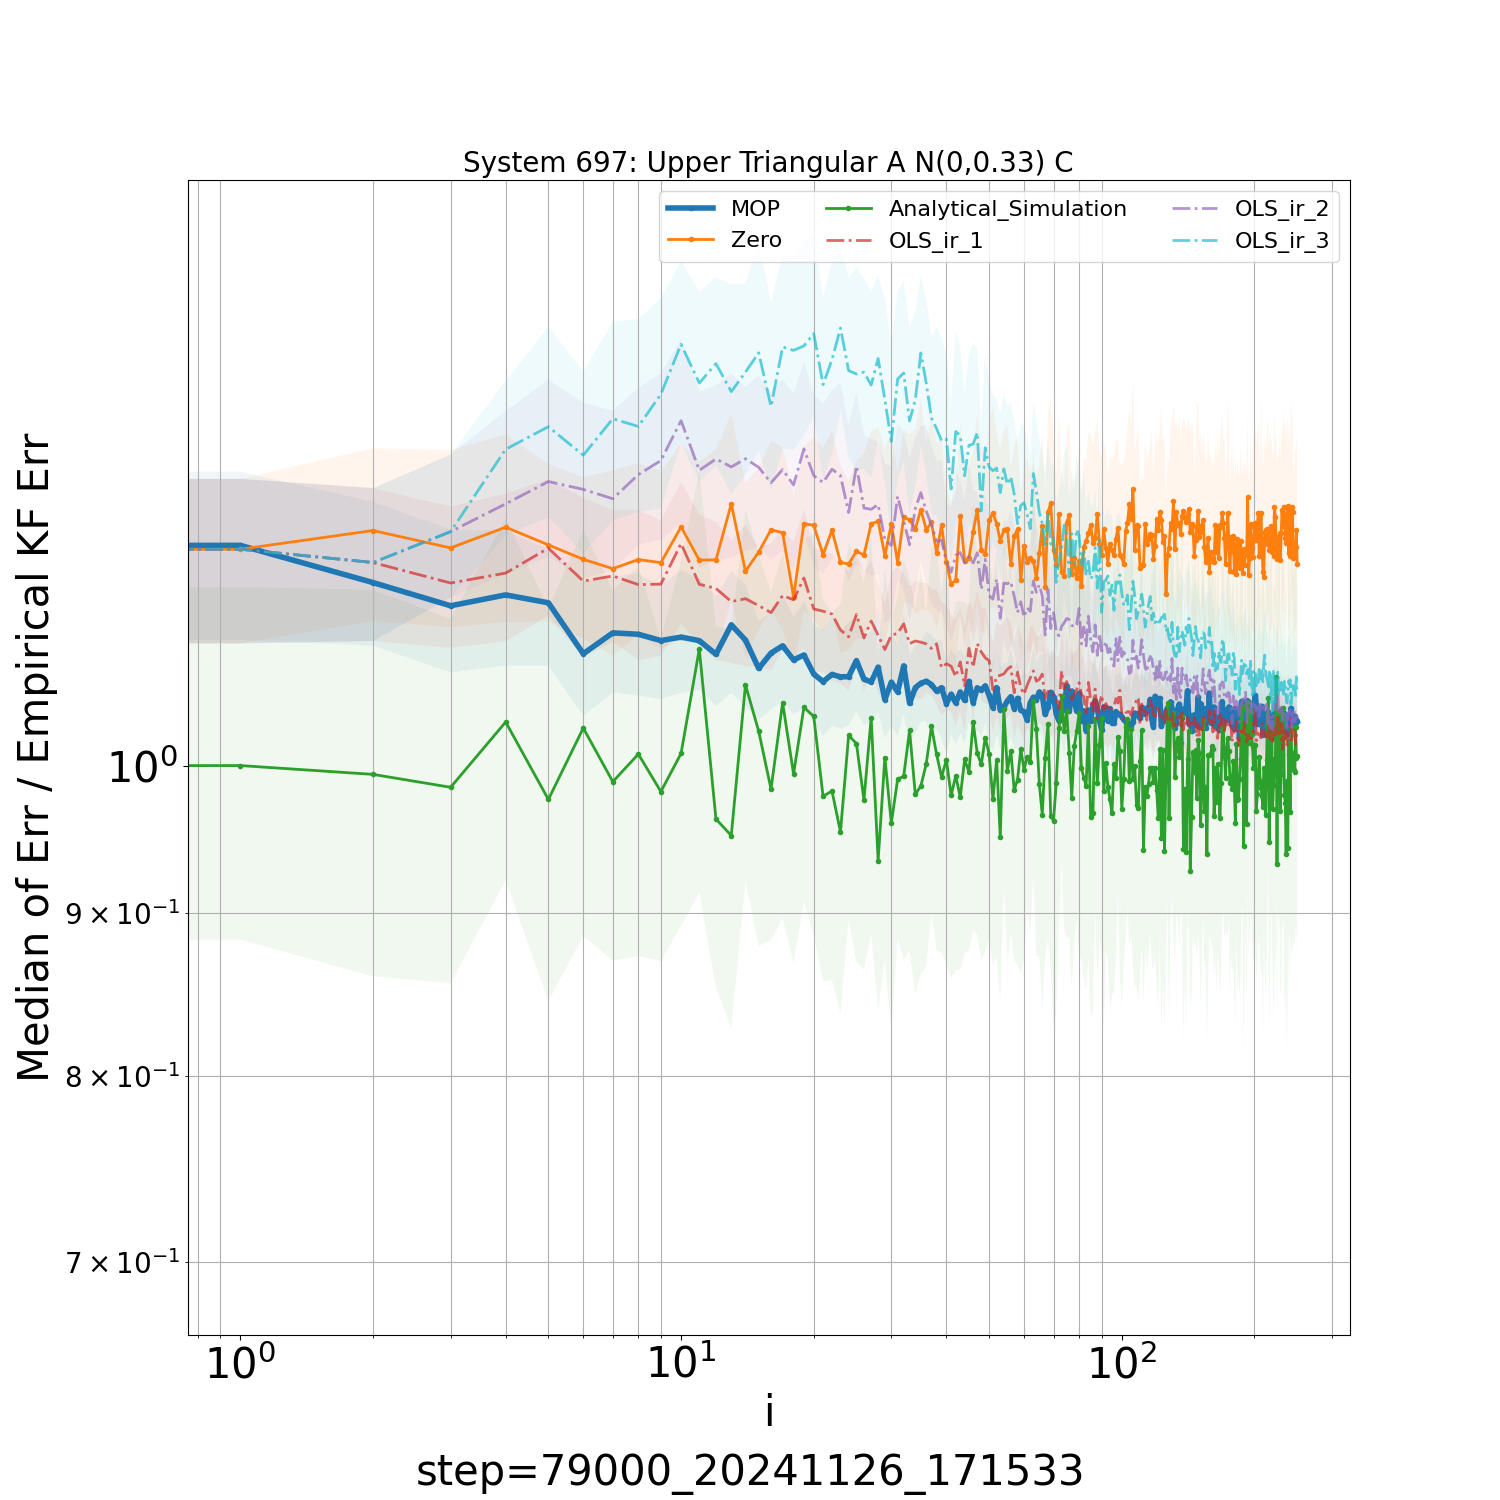 System 697: Upper Triangular A N(0,0.33) C
MOP
Zero
Analytical_Simulation
OLS_ir_1
OLS_ir_2
OLS_ir_3
Median of Err / Empirical KF Err
10⁰
9 × 10⁻¹
8 × 10⁻¹
7 × 10⁻¹
10⁰
10¹
10²
i
step=79000_20241126_171533